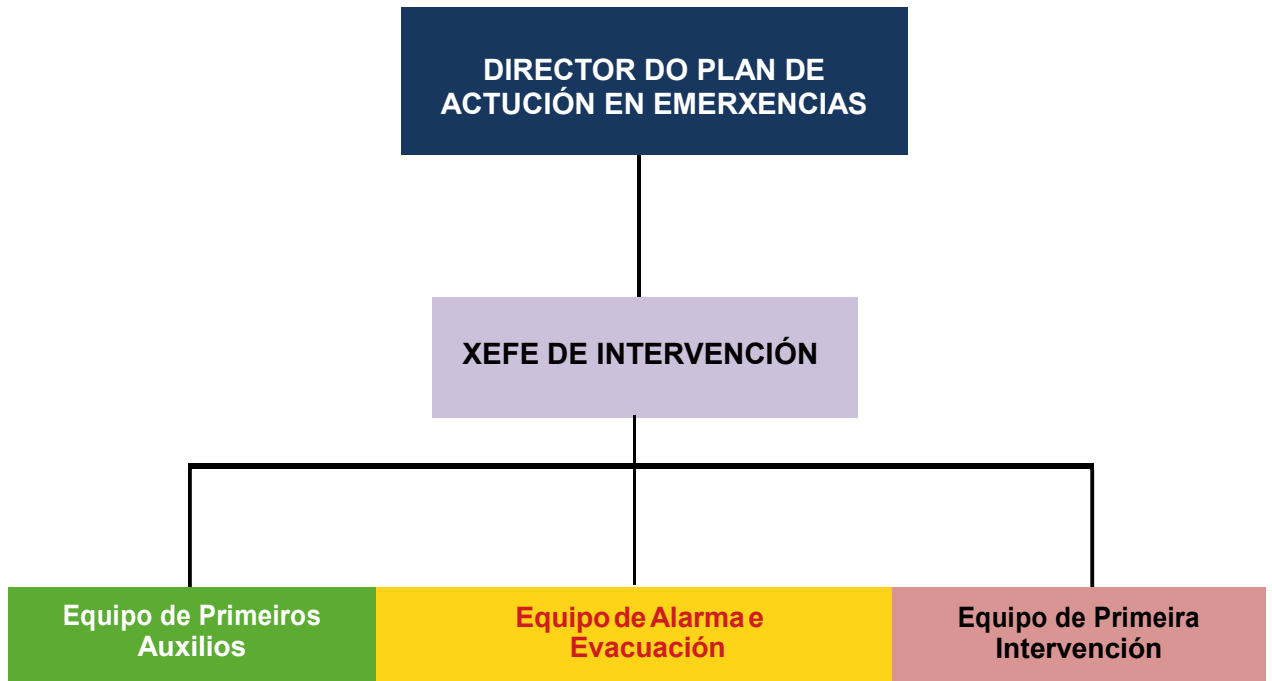 DIRECTOR DO PLAN DE
ACTUCIÓN EN EMERXENCIAS
XEFE DE INTERVENCIÓN
Equipo de Primeiros
Auxilios
Equipo de Alarma e
Evacuación
Equipo de Primeira
Intervención